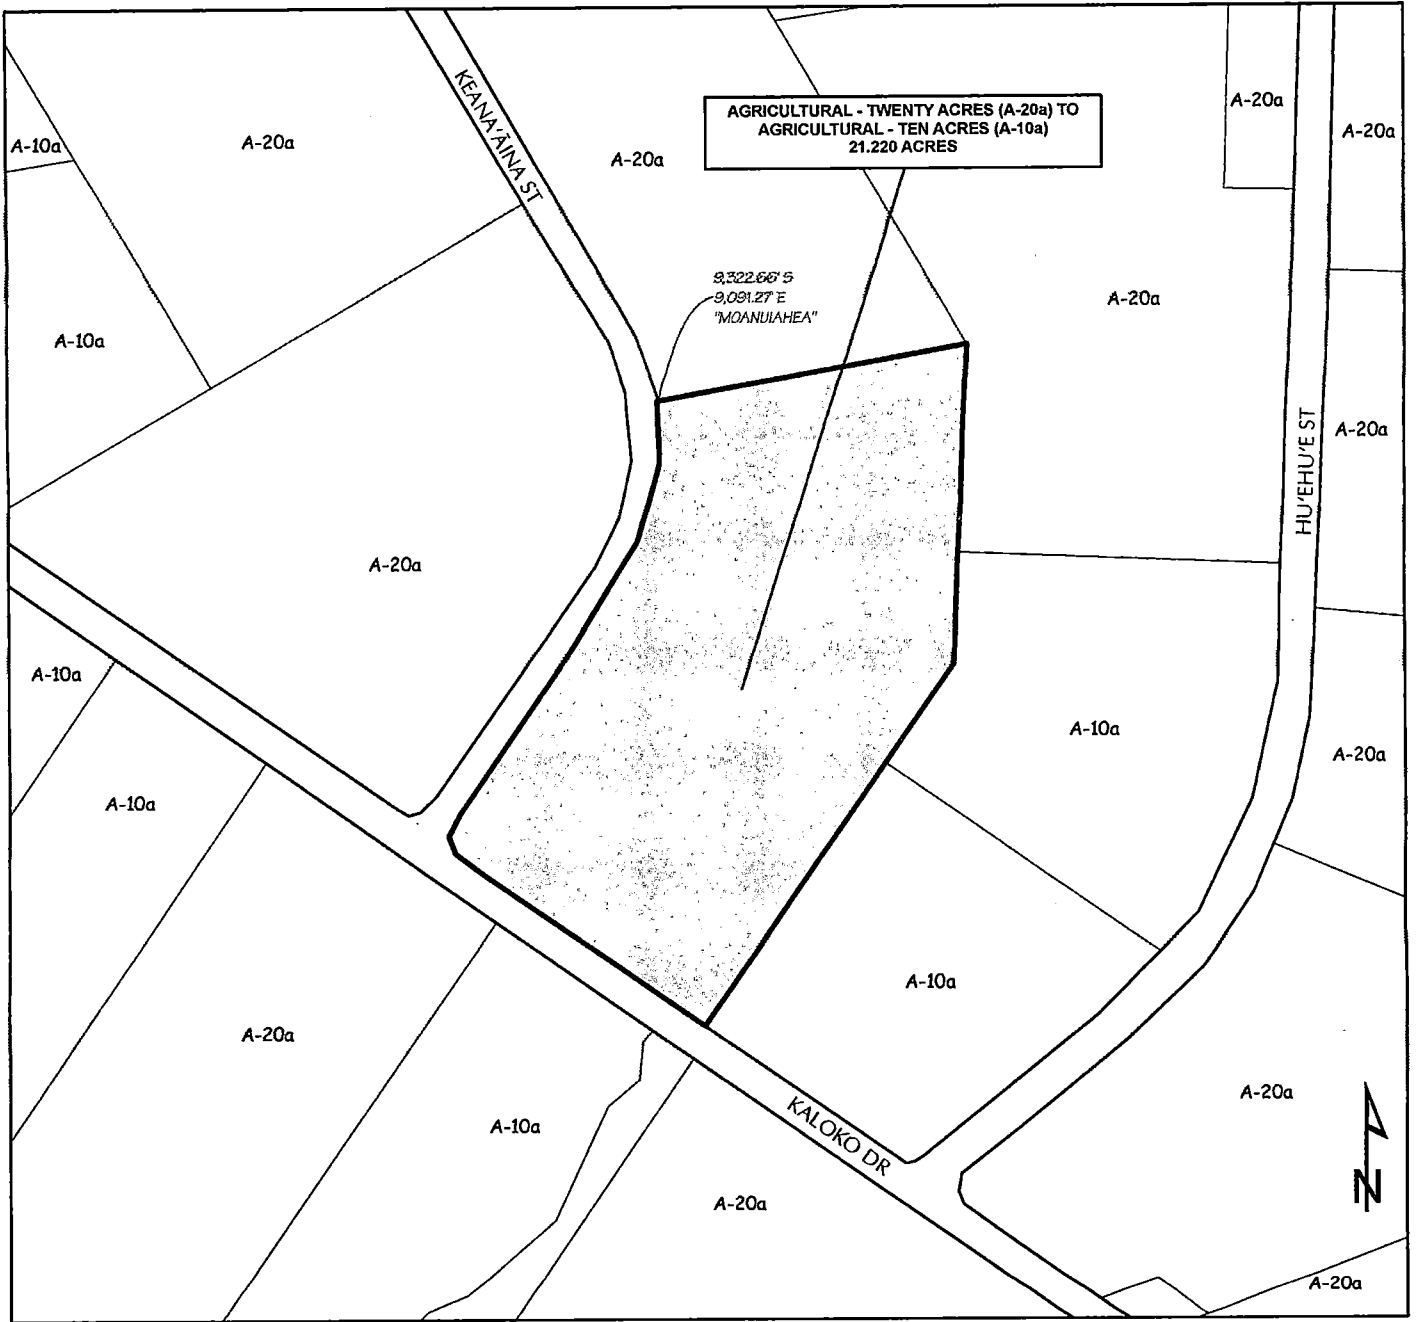 AGRICULTURAL - TWENTY ACRES (A-20a) TO
AGRICULTURAL - TEN ACRES (A-10a)
21.220 ACRES
KEANA'ĀINA ST
A-20a
A-20a
A-10a
A-20a
A-20a
9,322.66' S
9,091.27' E
"MOANUIAHEA"
A-20a
A-10a
HU'EHU'E ST
A-20a
A-20a
A-10a
A-10a
A-20a
A-10a
A-10a
A-20a
A-20a
A-10a
KALOKO DR
A-20a
N
A-20a